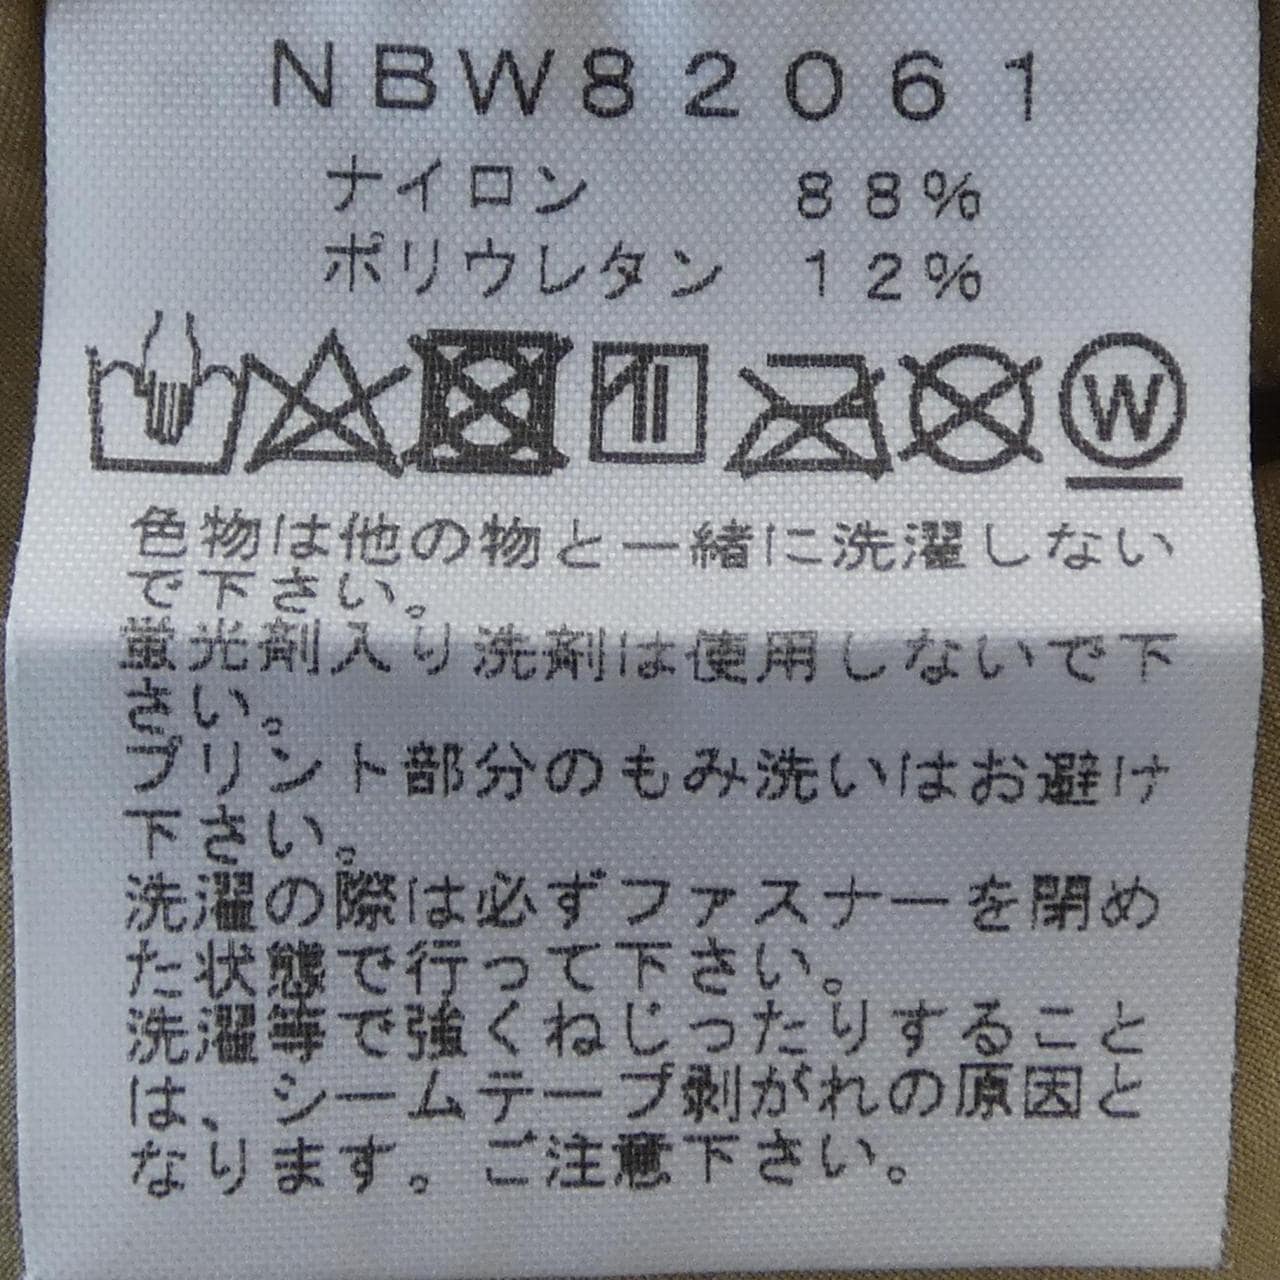 NBW82061
ナイロン 88%
ポリウレタン 12%
W
色物は他の物と一緒に洗濯しない
で下さい。
蛍光剤入り洗剤は使用しないで下
さい。
プリント部分のもみ洗いはお避け
下さい。
洗濯の際は必ずファスナーを閉め
た状態で行って下さい。
洗濯等で強くねじったりすること
は、シームテープ剥がれの原因と
なります。ご注意下さい。